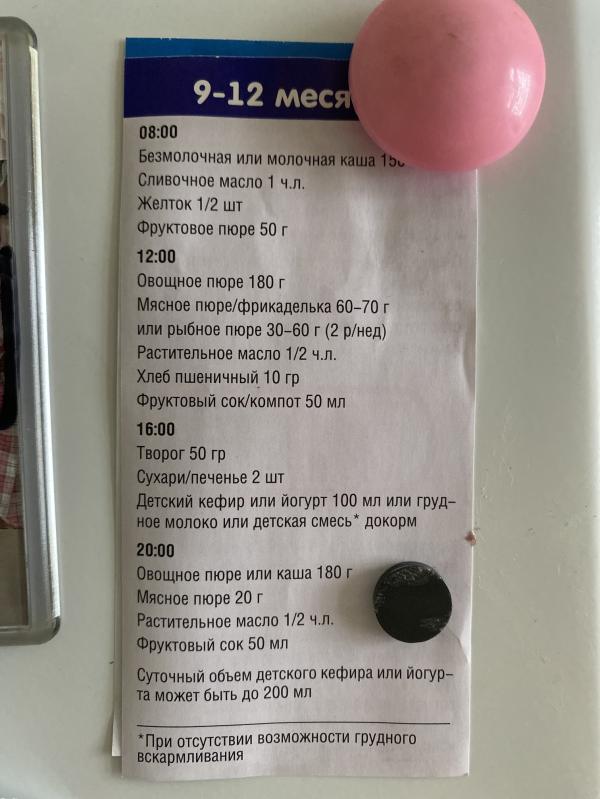 9-12
08:00
Безмолочная или молочная каша
Сливочное масло 1 ч.л.
Желток 1/2 шт
Фруктовое пюре 50 г
12:00
Овощное пюре 180 г
Мясное пюре/фрикаделька 60–70 г
или рыбное пюре 30–60 г (2 р/нед)
Растительное масло 1/2 ч.л.
Хлеб пшеничный 10 гр
Фруктовый сок/компот 50 мл
16:00
Творог 50 гр
Сухари/печенье 2 шт
Детский кефир или йогурт 100 мл или груд–
ное молоко или детская смесь* докорм
20:00
Овощное пюре или каша 180 г
Мясное пюре 20 г
Растительное масло 1/2 ч.л.
Фруктовый сок 50 мл
Суточный объем детского кефира или йогур–
та может быть до 200 мл
*При отсутствии возможности грудного
вскармливания